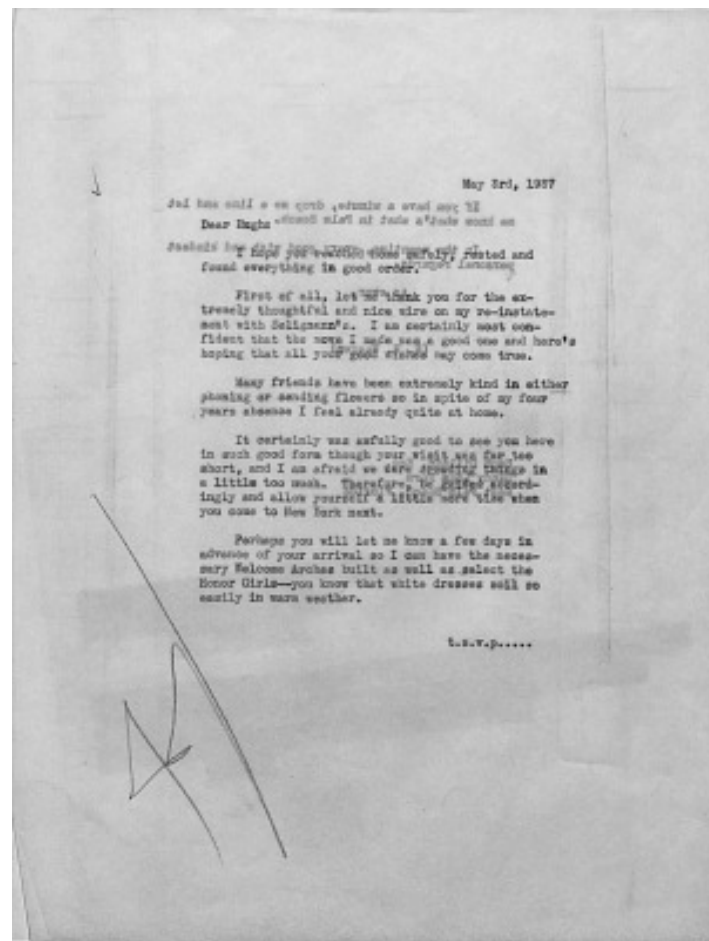 May 3rd, 1937
Dear Hugh:
I hope you reached home safely, rested and
found everything in good order.
First of all, let me thank you for the ex-
tremely thoughtful and nice wire on my re-instate-
ment with Seligmann's. I am certainly most con-
fident that the move I made was a good one and here's
hoping that all your good wishes may come true.
Many friends have been extremely kind in either
phoning or sending flowers so in spite of my four
years absence I feel already quite at home.
It certainly was awfully good to see you here
in such good form though your visit was far too
short, and I am afraid we were speeding things in
a little too much. Therefore, be guided accord-
ingly and allow yourself a little more time when
you come to New York next.
Perhaps you will let me know a few days in
advance of your arrival so I can have the neces-
sary Welcome Arches built as well as select the
Honor Girls--you know that white dresses soil so
easily in warm weather.
t.s.v.p.....